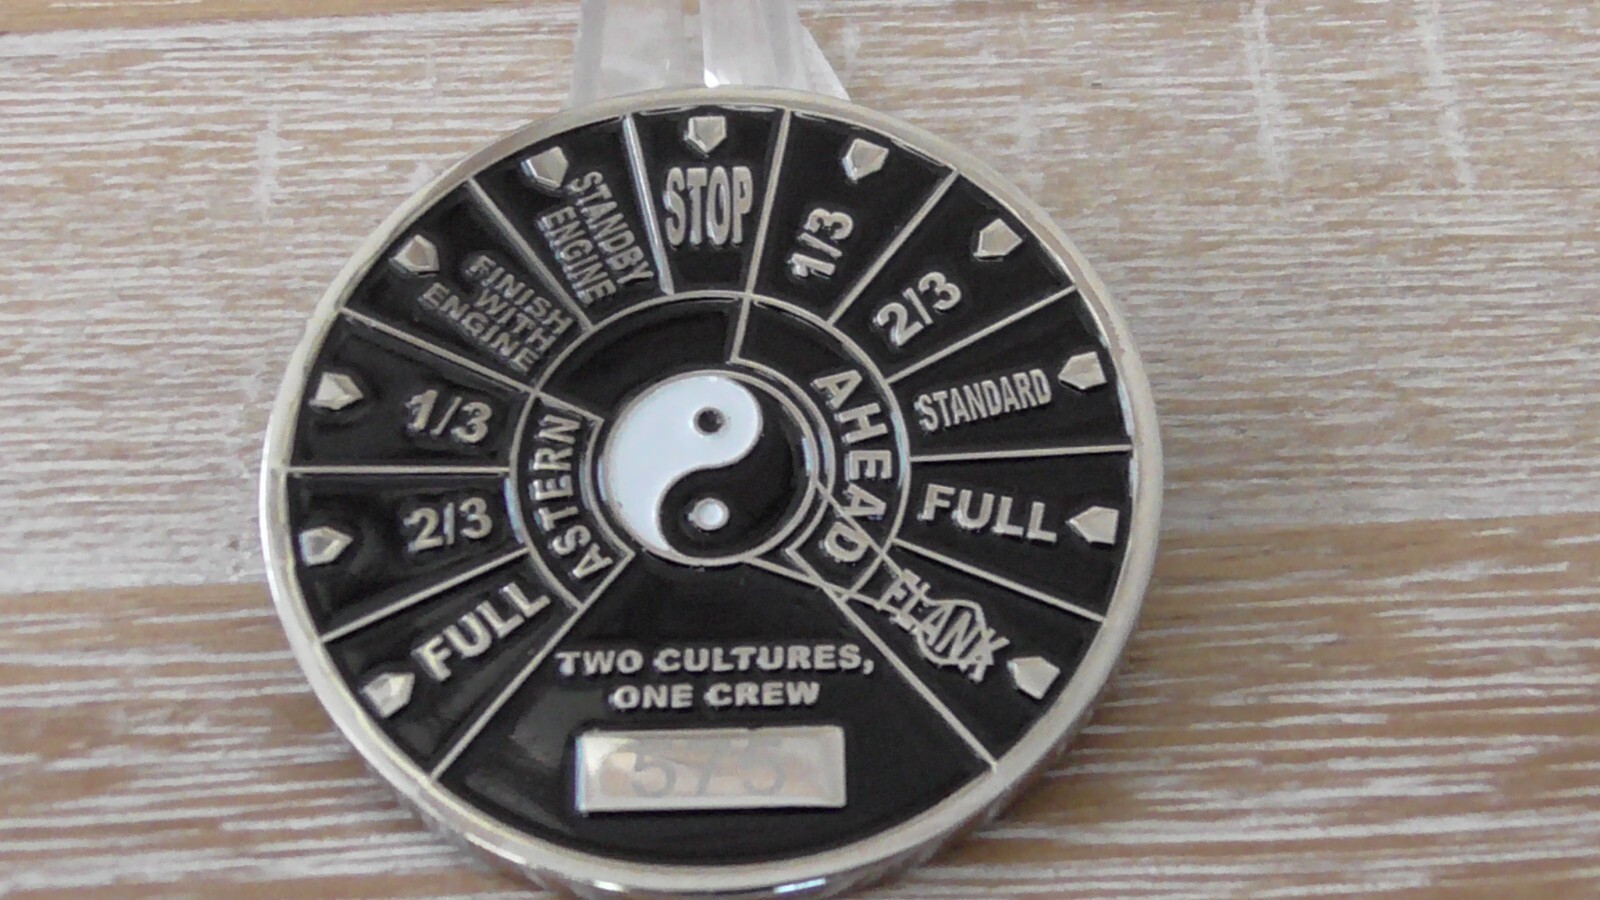 STOP
1/3
2/3
STANDARD
FULL
FLANK
AHEAD
STANDBY
ENGINE
FINISH
WITH
ENGINE
1/3
2/3
FULL
ASTERN
TWO CULTURES,
ONE CREW
575